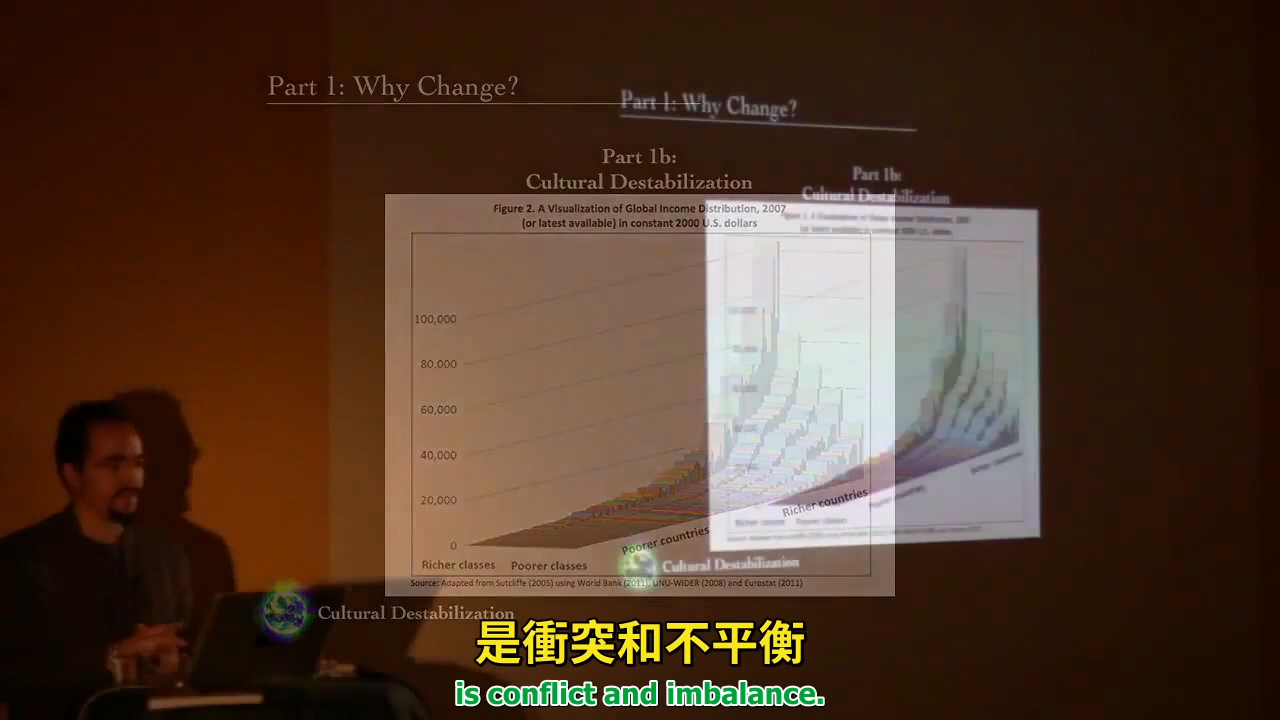 Part 1: Why Change?
Part 1b:
Cultural Destabilization
Figure 2. A Visualization of Global Income Distribution, 2007
(or latest available) in constant 2000 U.S. dollars
100,000
80.000
60,000
40,000
20,000
0
Richer classes
Poorer classes
Poorer countries
Richer countries
Source: Adapted from Sutcliffe (2005) using World Bank (2011), UNU-WIDER (2008) and Eurostat (2011)
Cultural Destabilization
Part 1: Why Change?
Part 1b:
Cultural Destabilization
Richer classes
Poorer classes
Cultural Destabilization
是衝突和不平衡
is conflict and imbalance.